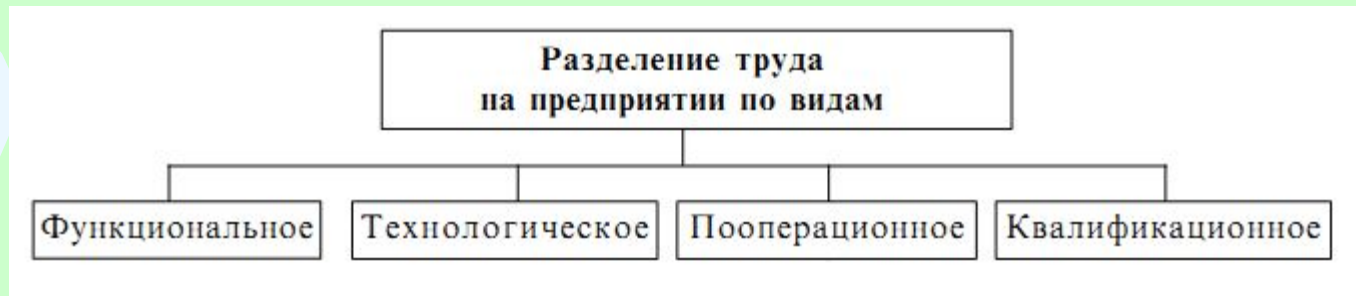 Разделение труда
на предприятии по видам
Функциональное
Технологическое
Пооперационное
Квалификационное